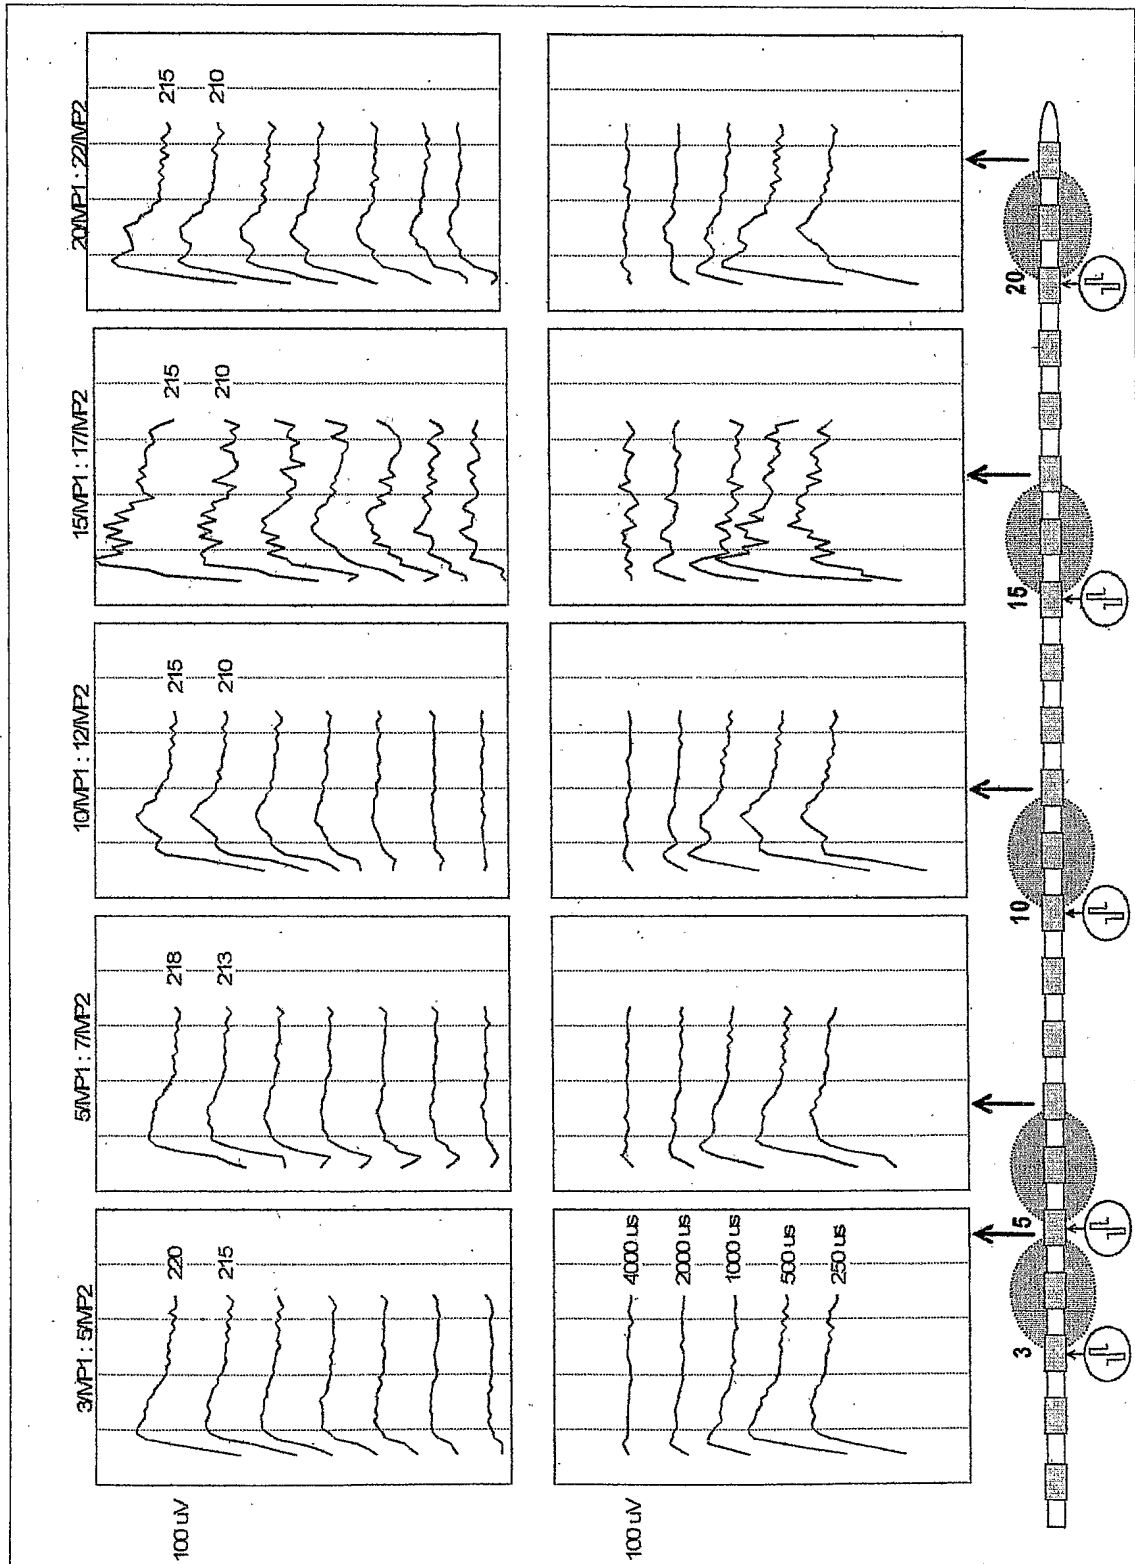 3/MP1 : 5/MP2
5/MP1 : 7/MP2
10/MP1 : 12/MP2
15/MP1 : 17/MP2
20/MP1 : 22/MP2
100 uV
220
215
218
213
215
210
215
210
215
210
100 uV
4000 us
2000 us
1000 us
500 us
250 us
3
5
10
15
20